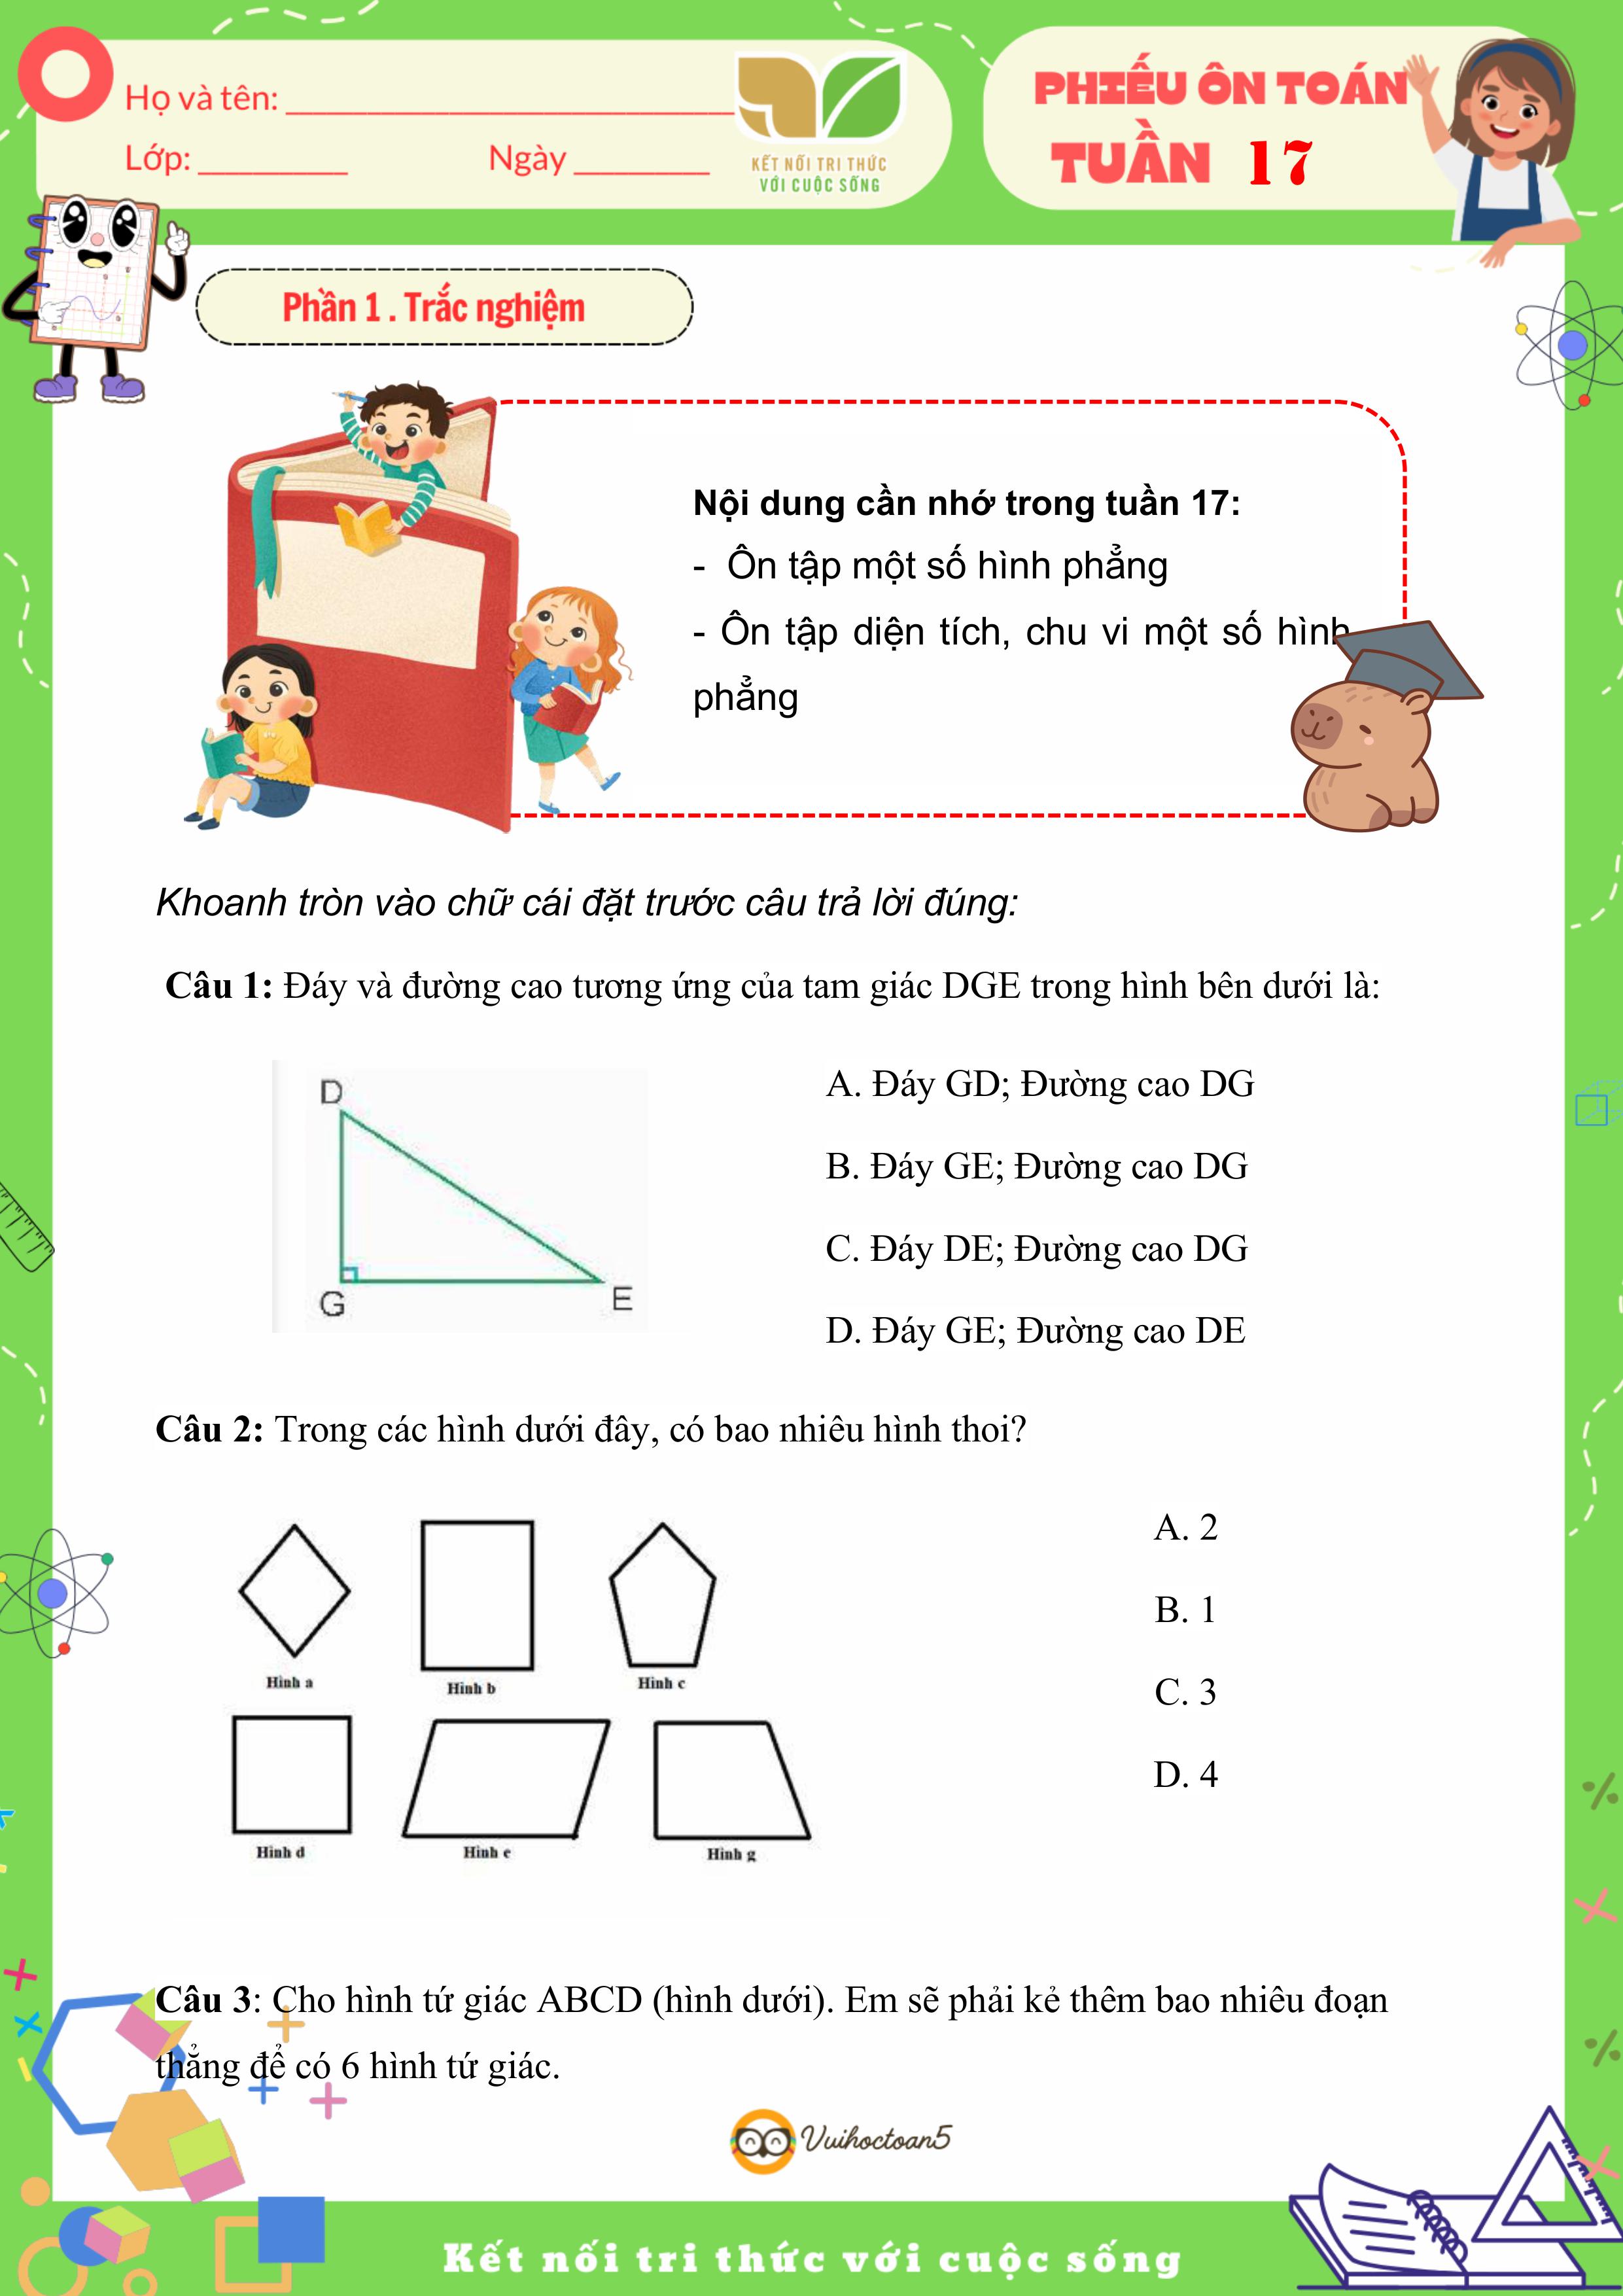 Họ và tên:
Lớp: Ngày
KẾT NỐI TRI THỨC
VỚI CUỘC SỐNG
PHIẾU ÔN TOÁN
TUẦN 17
Phần 1 . Trắc nghiệm
Nội dung cần nhớ trong tuần 17:
- Ôn tập một số hình phẳng
- Ôn tập diện tích, chu vi một số hình
phẳng
Khoanh tròn vào chữ cái đặt trước câu trả lời đúng:
Câu 1: Đáy và đường cao tương ứng của tam giác DGE trong hình bên dưới là:
D
G
E
A. Đáy GD; Đường cao DG
B. Đáy GE; Đường cao DG
C. Đáy DE; Đường cao DG
D. Đáy GE; Đường cao DE
Câu 2: Trong các hình dưới đây, có bao nhiêu hình thoi?
Hình a
Hình b
Hình c
Hình d
Hình e
Hình g
A. 2
B. 1
C. 3
D. 4
Câu 3: Cho hình tứ giác ABCD (hình dưới). Em sẽ phải kẻ thêm bao nhiêu đoạn
thẳng để có 6 hình tứ giác.
Vuihoctoan5
Kết nối tri thức với cuộc sống